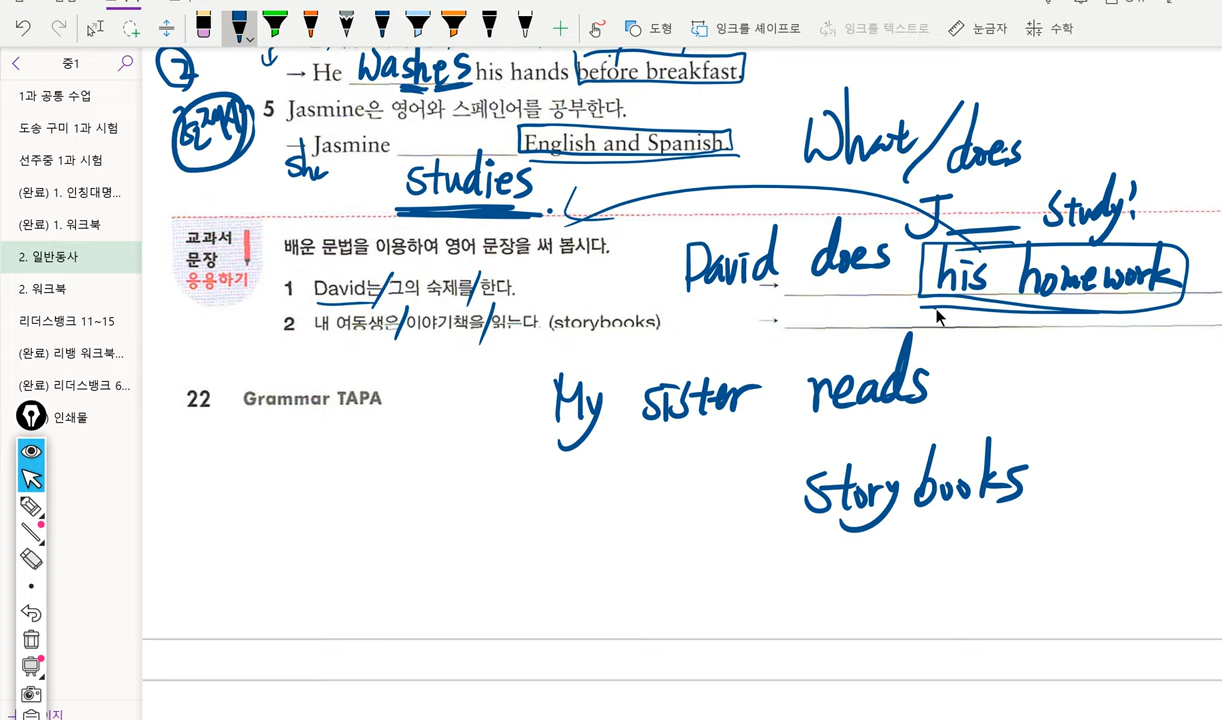 도형
잉크를 셰이프로
잉크를 텍스트로
눈금자
수학
중1
1과 공통 수업
도송 구미 1과 시험
선주중 1과 시험
(완료) 1. 인칭대명...
(완료) 1. 워크북
2. 일반동사
2. 워크북
리더스뱅크 11~15
(완료) 리뱅 워크북...
(완료) 리더스뱅크 6...
인쇄물
→ He washes his hands before breakfast.
5 Jasmine은 영어와 스페인어를 공부한다.
→ Jasmine English and Spanish.
she
studies.
What / does
J study?
교과서
문장
응용하기
배운 문법을 이용하여 영어 문장을 써 봅시다.
1 David는 / 그의 숙제를 / 한다.
→ David does his homework
2 내 여동생은 / 이야기책을 / 읽는다. (storybooks)
→
My sister reads
storybooks
22 Grammar TAPA